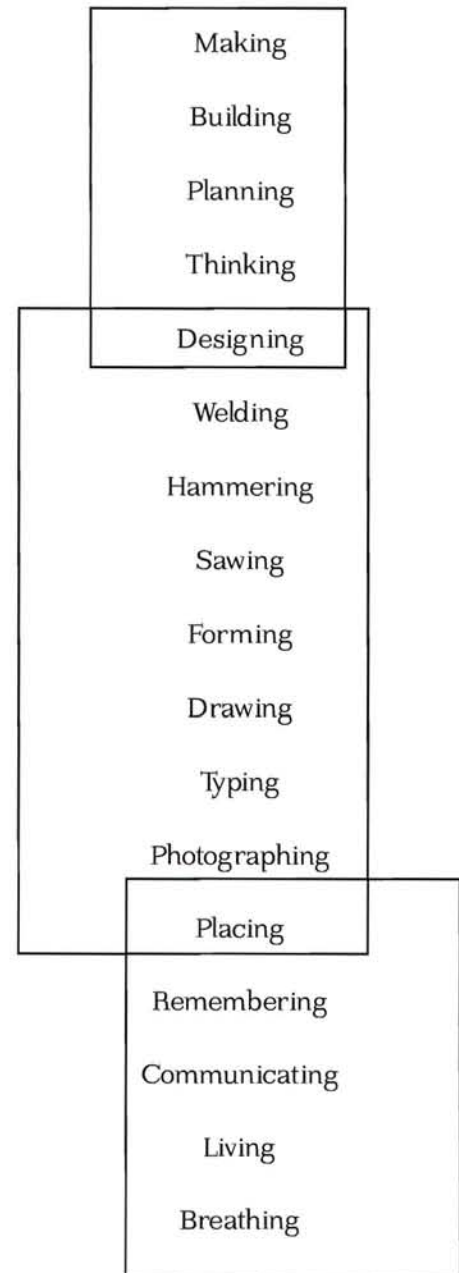 Making
Building
Planning
Thinking
Designing
Welding
Hammering
Sawing
Forming
Drawing
Typing
Photographing
Placing
Remembering
Communicating
Living
Breathing